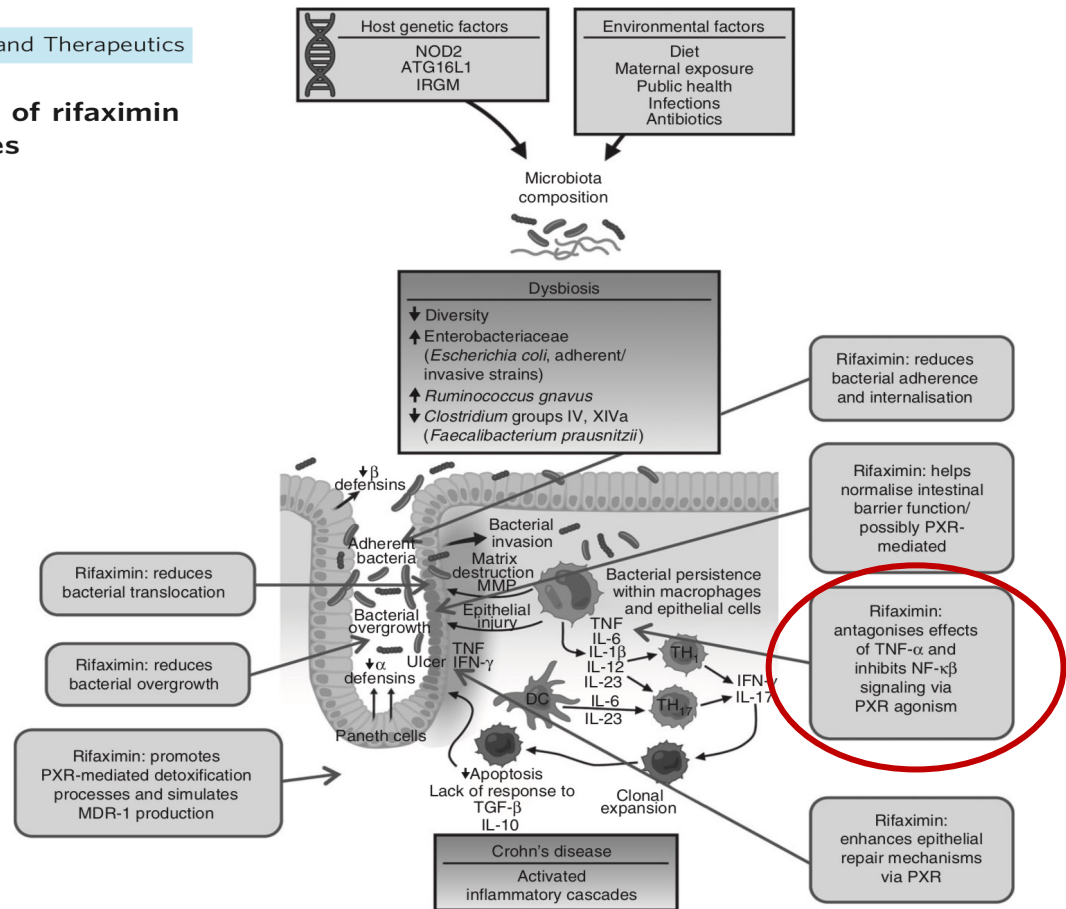 and Therapeutics
of rifaximin
es
Host genetic factors
NOD2
ATG16L1
IRGM
Environmental factors
Diet
Maternal exposure
Public health
Infections
Antibiotics
Microbiota
composition
Dysbiosis
↓ Diversity
↑ Enterobacteriaceae
(Escherichia coli, adherent/
invasive strains)
↑ Ruminococcus gnavus
↓ Clostridium groups IV, XIVa
(Faecalibacterium prausnitzii)
Rifaximin: reduces
bacterial adherence
and internalisation
Rifaximin: helps
normalise intestinal
barrier function/
possibly PXR-
mediated
Rifaximin:
antagonises effects
of TNF-α and
inhibits NF-κβ
signaling via
PXR agonism
Rifaximin:
enhances epithelial
repair mechanisms
via PXR
Rifaximin: reduces
bacterial translocation
Rifaximin: reduces
bacterial overgrowth
Rifaximin: promotes
PXR-mediated detoxification
processes and simulates
MDR-1 production
↓β
defensins
Adherent
bacteria
Bacterial
overgrowth
↓α
defensins
Paneth cells
Bacterial
invasion
Matrix
destruction
MMP
Epithelial
injury
Ulcer
TNF
IFN-γ
Bacterial persistence
within macrophages
and epithelial cells
TNF
IL-6
IL-1β
IL-12
IL-23
TH1
IFN-γ
IL-17
DC
IL-6
IL-23
TH17
↓Apoptosis
Lack of response to
TGF-β
IL-10
Clonal
expansion
Crohn's disease
Activated
inflammatory cascades